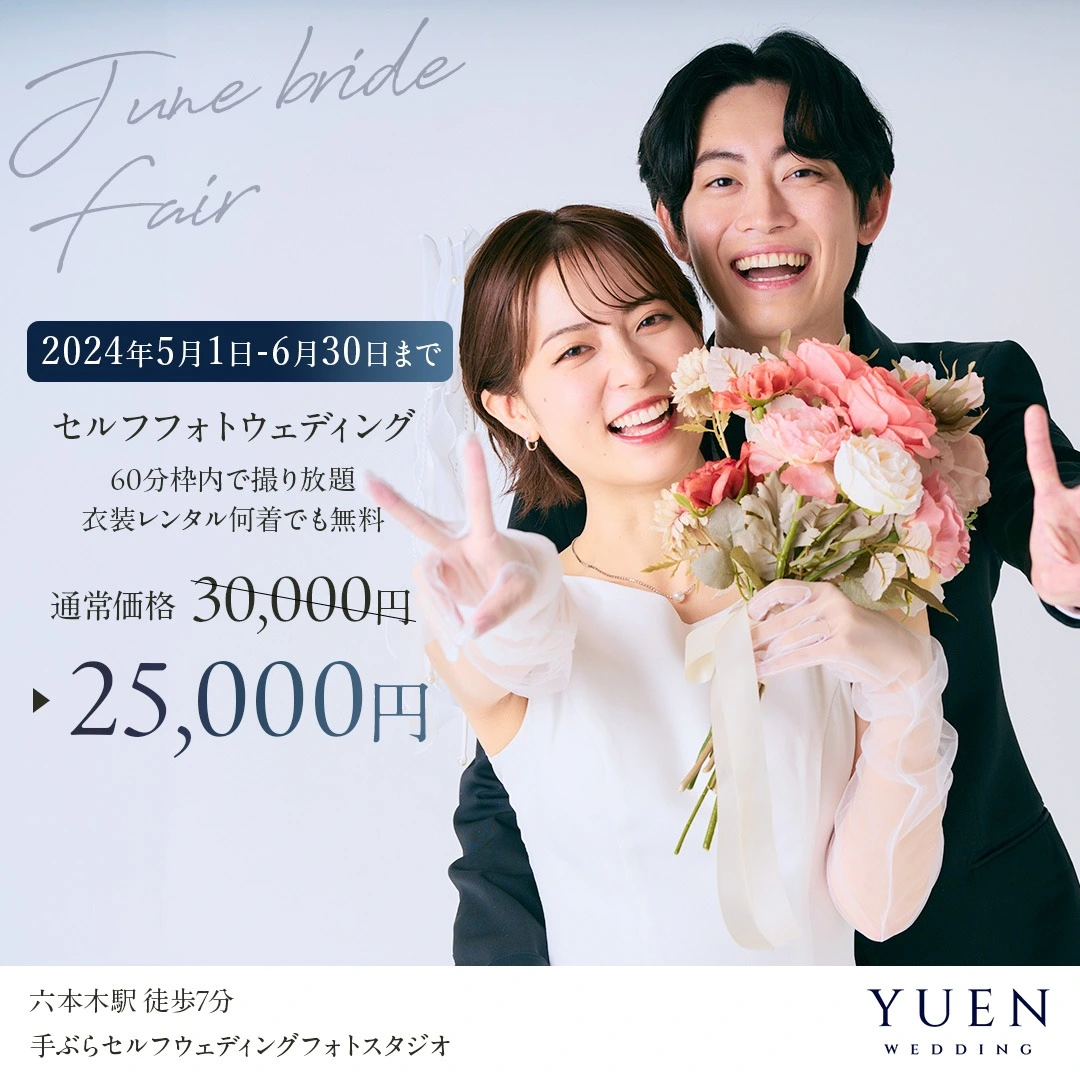 June bride
fair
2024年5月1日-6月30日まで
セルフフォトウェディング
60分枠内で撮り放題
衣装レンタル何着でも無料
通常価格 30,000円
▶ 25,000円
六本木駅 徒歩7分
手ぶらセルフウェディングフォトスタジオ
YUEN
WEDDING